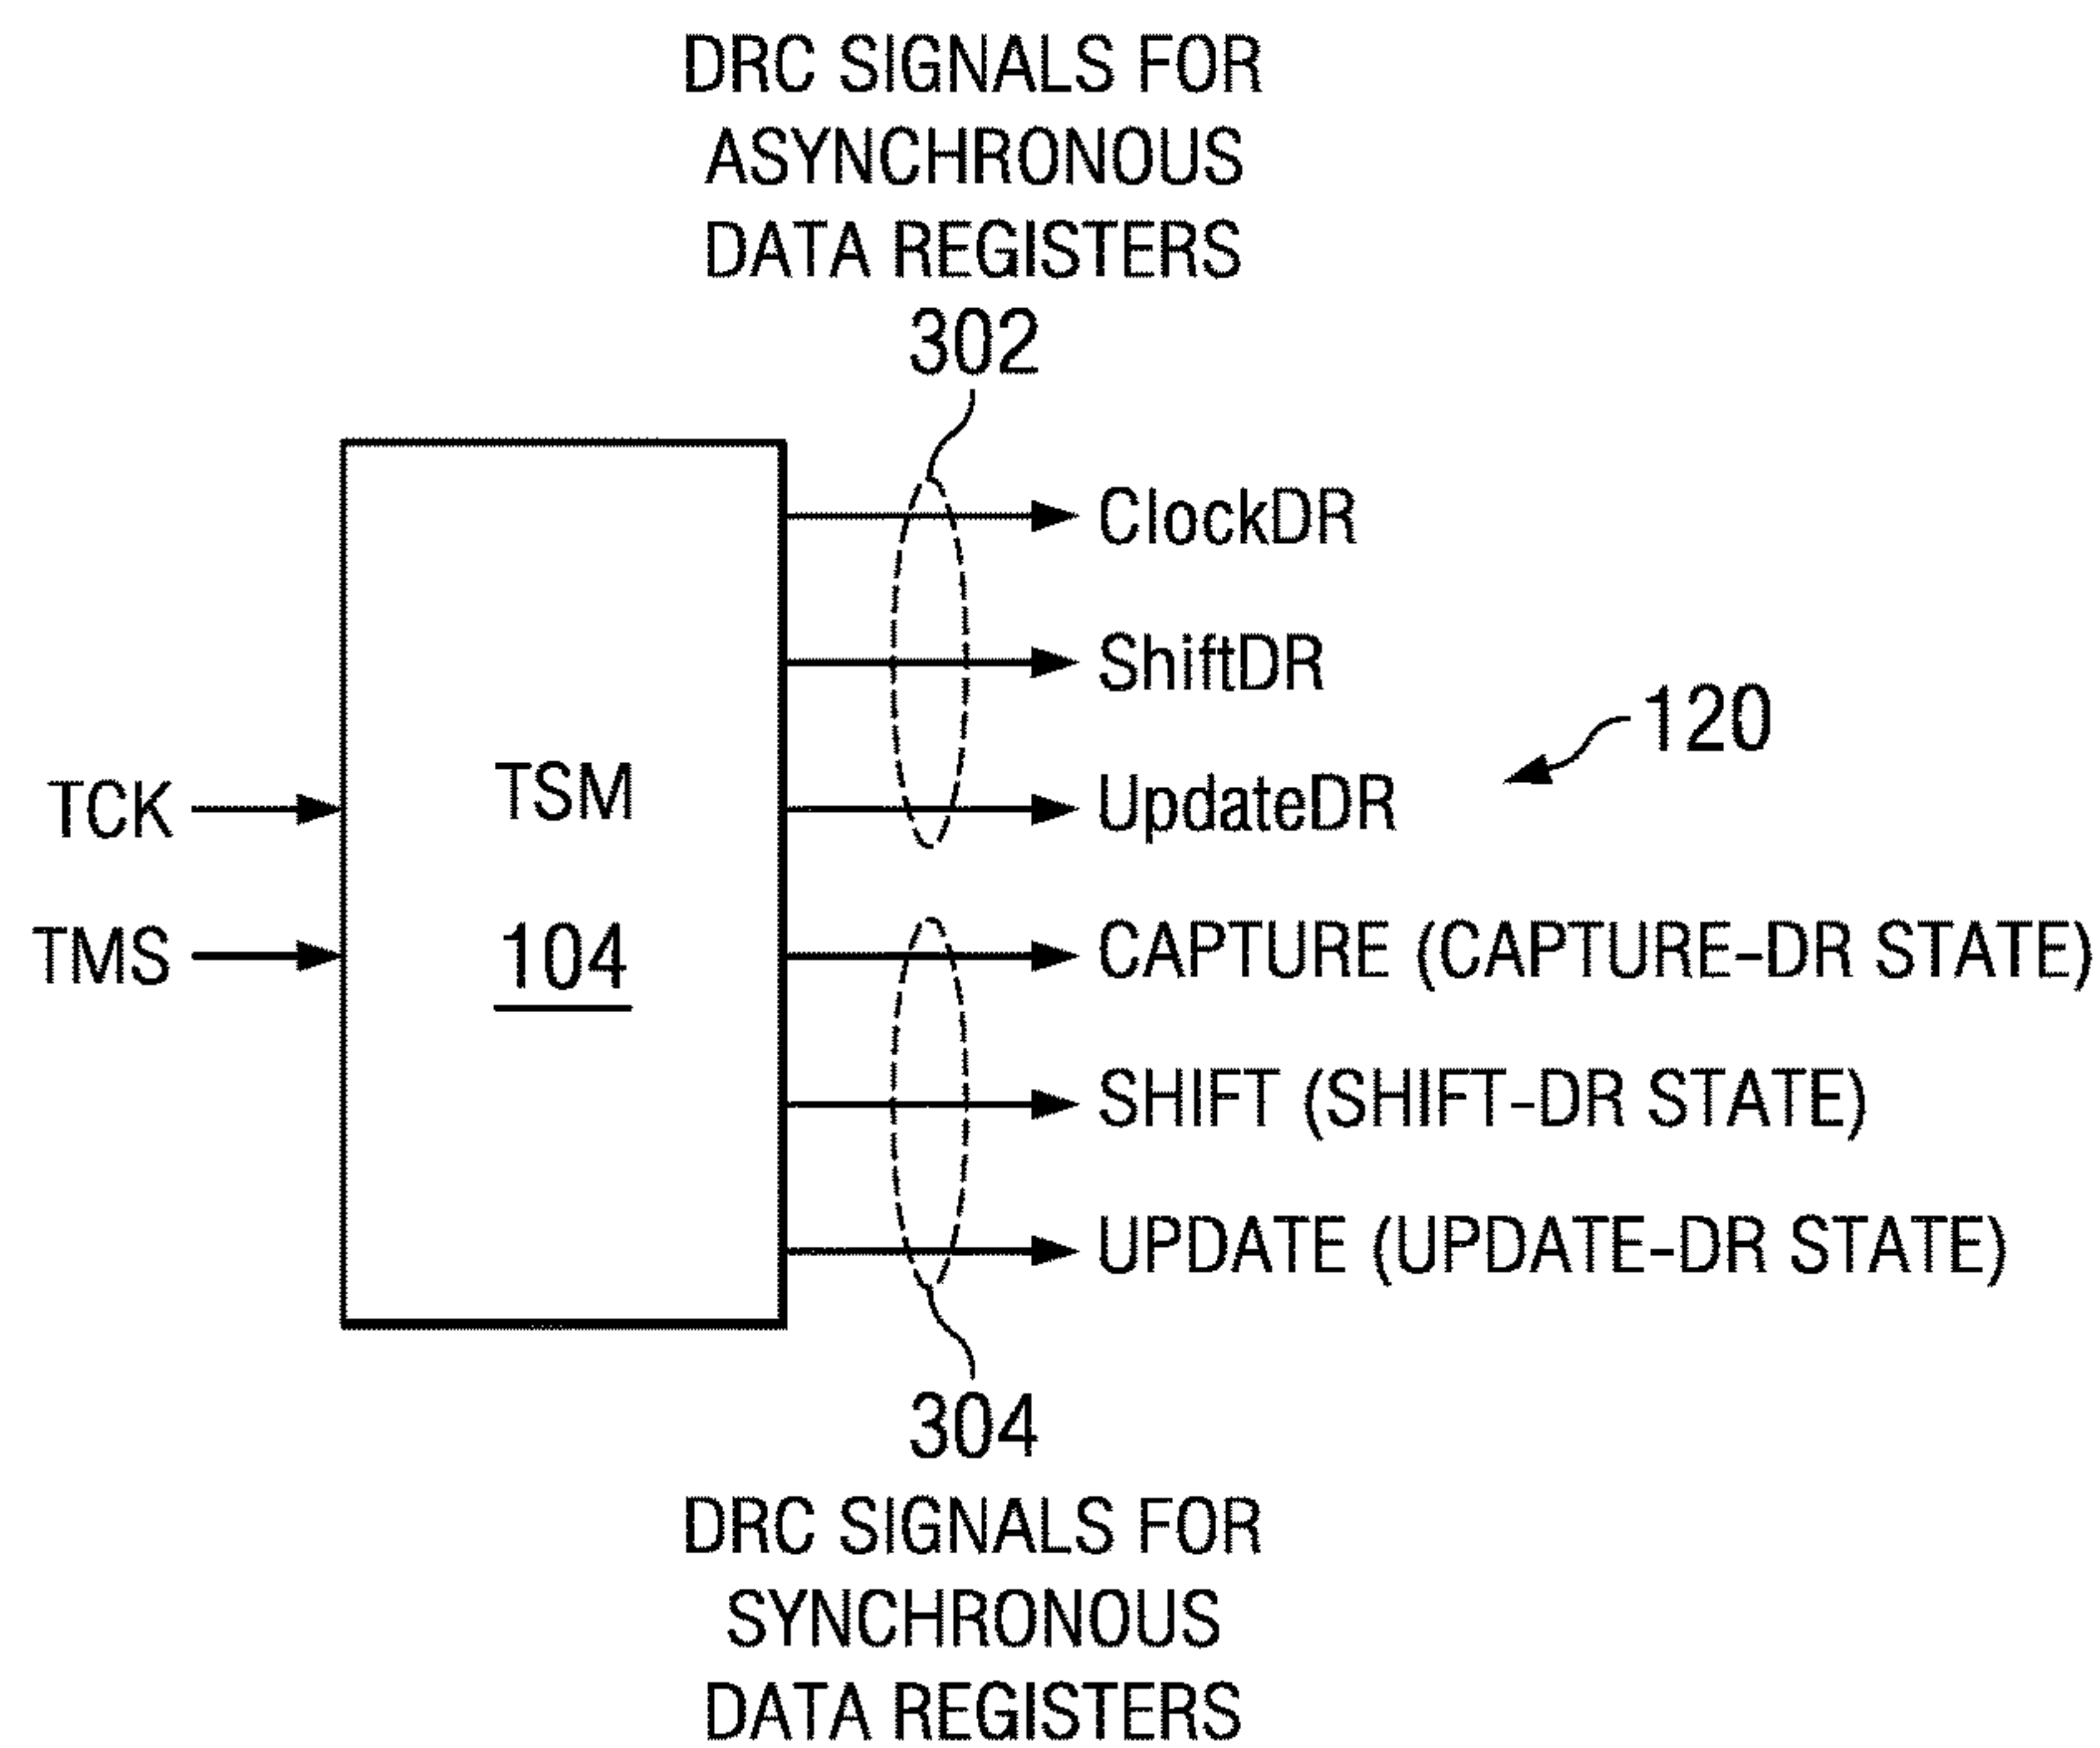 DRC SIGNALS FOR
ASYNCHRONOUS
DATA REGISTERS
302
ClockDR
ShiftDR
120
UpdateDR
TCK
TSM
TMS
104
CAPTURE (CAPTURE-DR STATE)
SHIFT (SHIFT-DR STATE)
UPDATE (UPDATE-DR STATE)
304
DRC SIGNALS FOR
SYNCHRONOUS
DATA REGISTERS